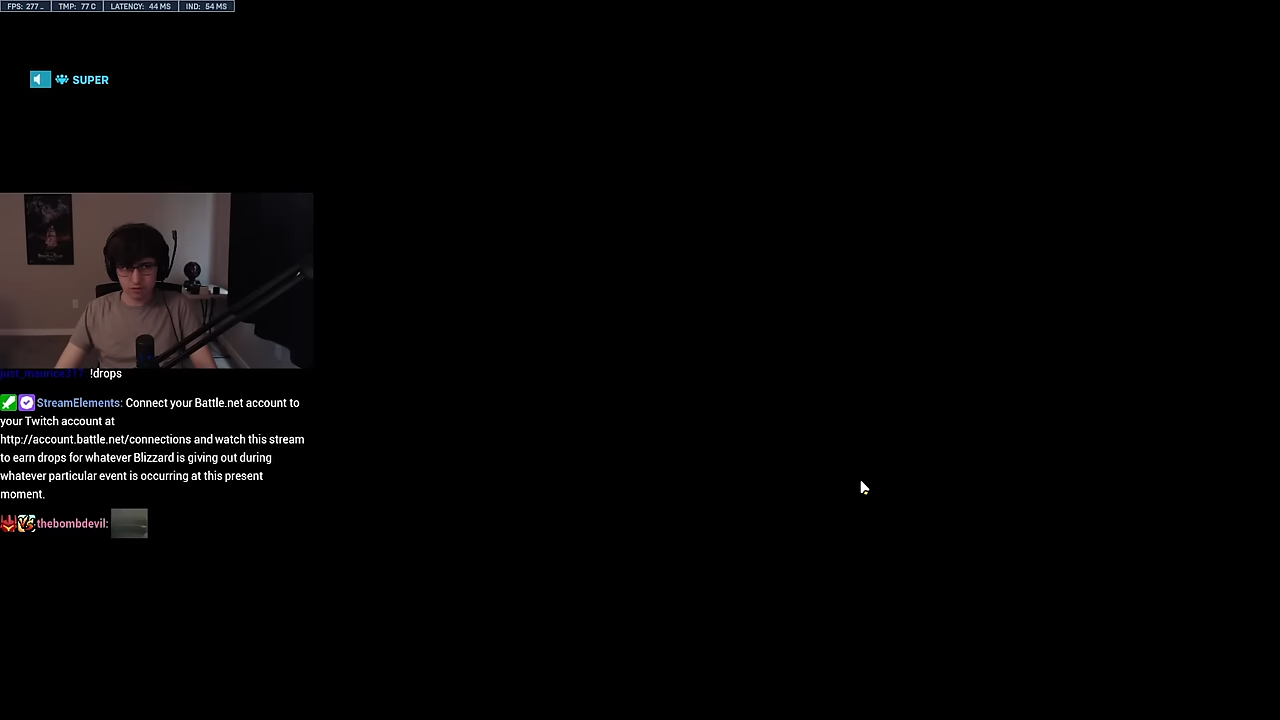 FPS: 277 TMP: 77 C LATENCY: 44 MS IND: 54 MS
SUPER
just_maurice317 !drops
StreamElements: Connect your Battle.net account to
your Twitch account at
http://account.battle.net/connections and watch this stream
to earn drops for whatever Blizzard is giving out during
whatever particular event is occurring at this present
moment.
thebombdevil: